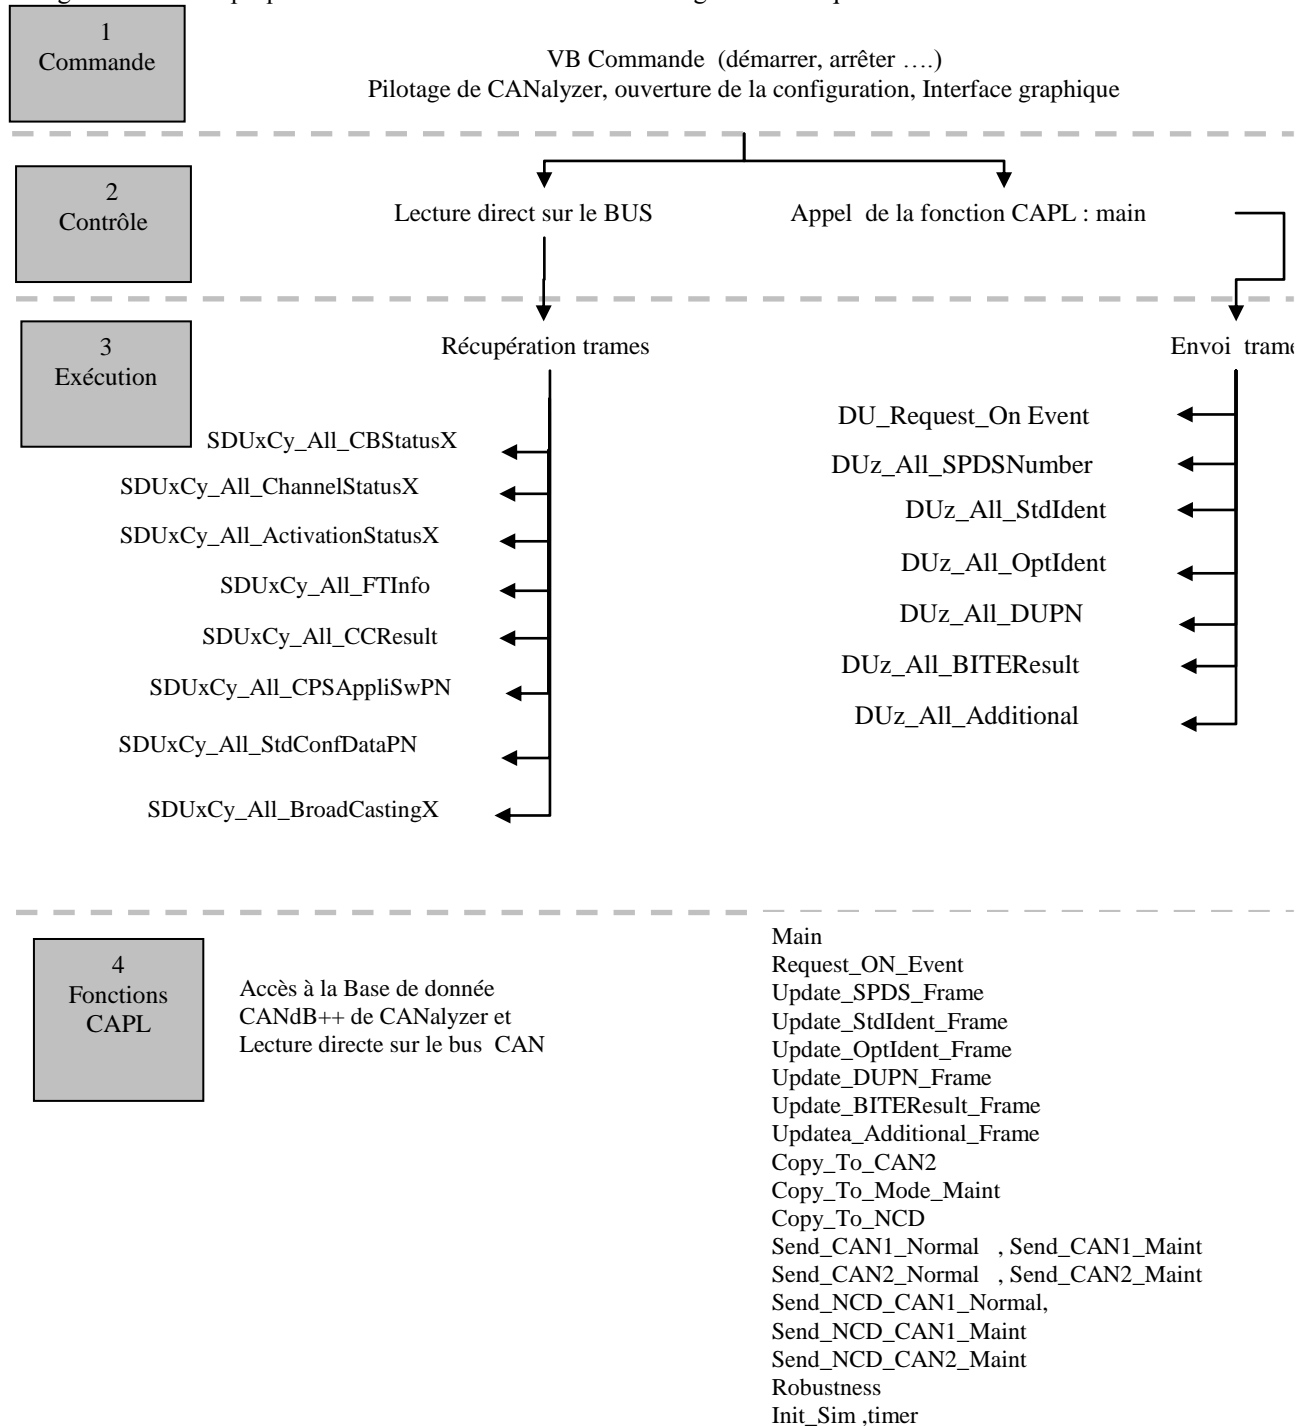 1
Commande
VB Commande (démarrer, arrêter ….)
Pilotage de CANalyzer, ouverture de la configuration, Interface graphique
2
Contrôle
Lecture direct sur le BUS
Appel de la fonction CAPL : main
3
Exécution
Récupération trames
Envoi trame
SDUxCy_All_CBStatusX
SDUxCy_All_ChannelStatusX
SDUxCy_All_ActivationStatusX
SDUxCy_All_FTInfo
SDUxCy_All_CCResult
SDUxCy_All_CPSAppliSwPN
SDUxCy_All_StdConfDataPN
SDUxCy_All_BroadCastingX
DU_Request_On Event
DUz_All_SPDSNumber
DUz_All_StdIdent
DUz_All_OptIdent
DUz_All_DUPN
DUz_All_BITEResult
DUz_All_Additional
4
Fonctions
CAPL
Accès à la Base de donnée
CANdB++ de CANalyzer et
Lecture directe sur le bus CAN
Main
Request_ON_Event
Update_SPDS_Frame
Update_StdIdent_Frame
Update_OptIdent_Frame
Update_DUPN_Frame
Update_BITEResult_Frame
Updatea_Additional_Frame
Copy_To_CAN2
Copy_To_Mode_Maint
Copy_To_NCD
Send_CAN1_Normal , Send_CAN1_Maint
Send_CAN2_Normal , Send_CAN2_Maint
Send_NCD_CAN1_Normal,
Send_NCD_CAN1_Maint
Send_NCD_CAN2_Maint
Robustness
Init_Sim ,timer